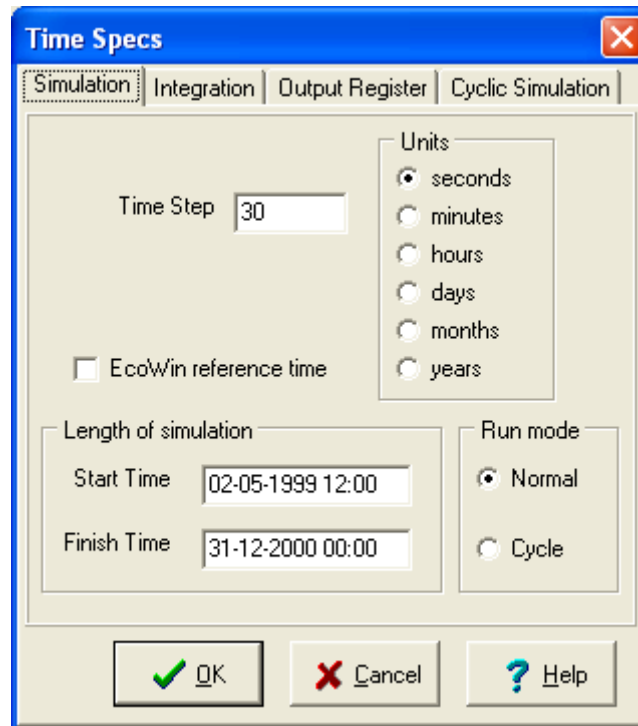 Time Specs
Simulation Integration Output Register Cyclic Simulation
Units
seconds
Time Step 30
minutes
hours
days
months
EcoWin reference time
years
Length of simulation
Run mode
Start Time 02-05-1999 12:00
Normal
Finish Time 31-12-2000 00:00
Cycle
OK Cancel Help